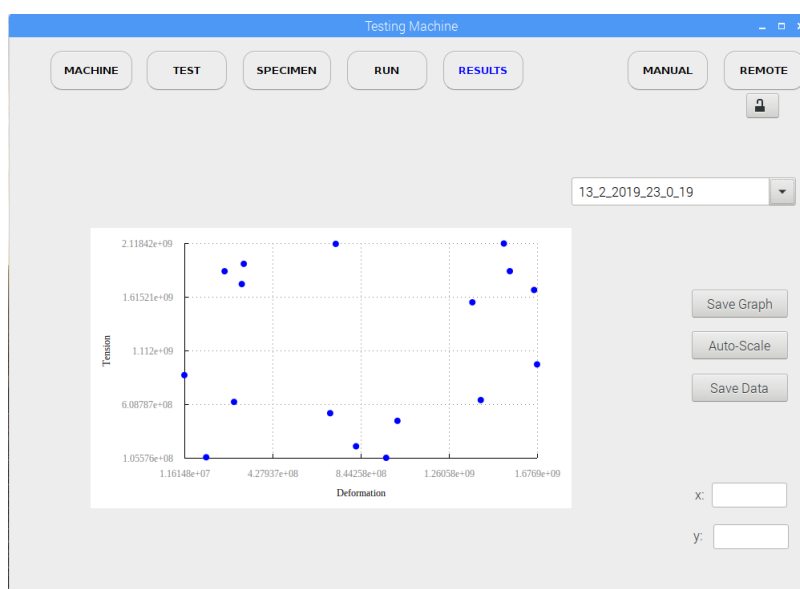 Testing Machine
MACHINE TEST SPECIMEN RUN RESULTS MANUAL REMOTE
13_2_2019_23_0_19
2.11842e+09
1.61521e+09
1.112e+09
6.08787e+08
1.05576e+08
Tension
1.16148e+07 4.27937e+08 8.44258e+08 1.26058e+09 1.6769e+09
Deformation
Save Graph
Auto-Scale
Save Data
x:
y: